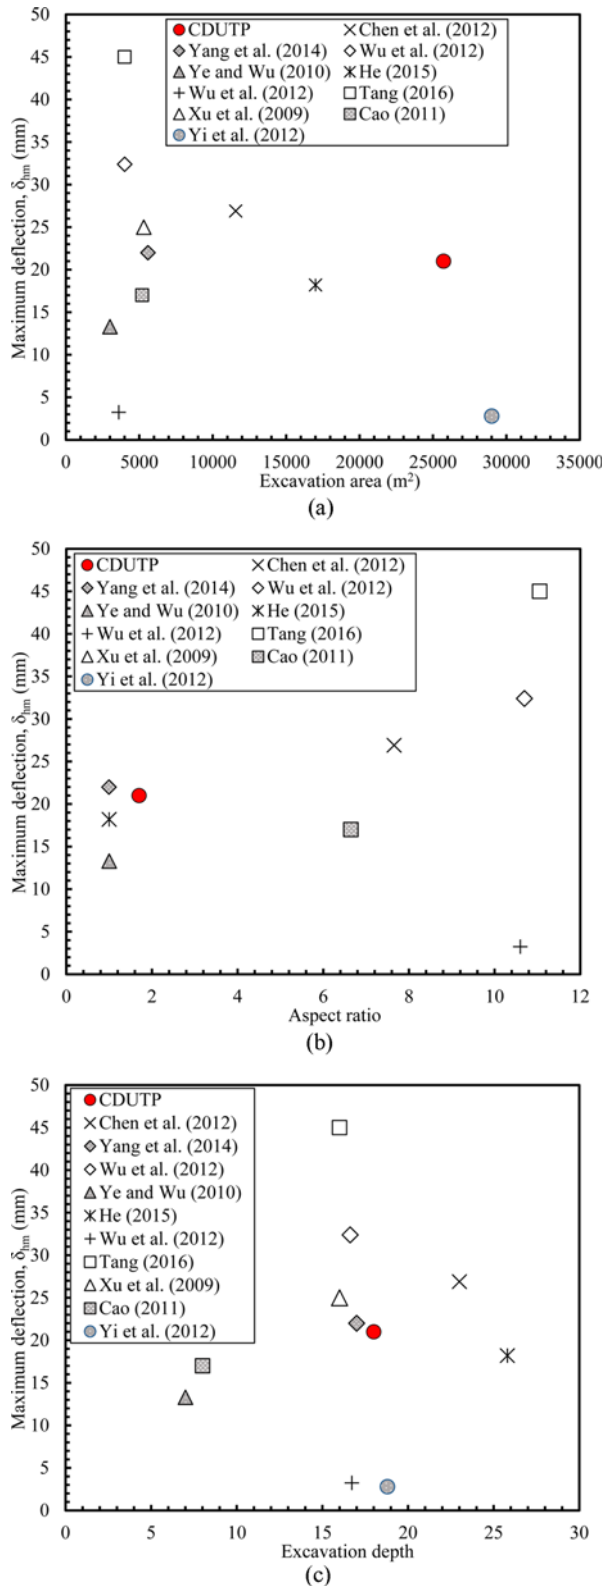 50
45
40
35
30
25
20
15
10
5
0
Maximum deflection, δhm (mm)
CDUTP
Chen et al. (2012)
Yang et al. (2014)
Wu et al. (2012)
Ye and Wu (2010)
He (2015)
Wu et al. (2012)
Tang (2016)
Xu et al. (2009)
Cao (2011)
Yi et al. (2012)
0 5000 10000 15000 20000 25000 30000 35000
Excavation area (m²)
(a)
50
45
40
35
30
25
20
15
10
5
0
Maximum deflection, δhm (mm)
CDUTP
Chen et al. (2012)
Yang et al. (2014)
Wu et al. (2012)
Ye and Wu (2010)
He (2015)
Wu et al. (2012)
Tang (2016)
Xu et al. (2009)
Cao (2011)
Yi et al. (2012)
0 2 4 6 8 10 12
Aspect ratio
(b)
50
45
40
35
30
25
20
15
10
5
0
Maximum deflection, δhm (mm)
CDUTP
Chen et al. (2012)
Yang et al. (2014)
Wu et al. (2012)
Ye and Wu (2010)
He (2015)
Wu et al. (2012)
Tang (2016)
Xu et al. (2009)
Cao (2011)
Yi et al. (2012)
0 5 10 15 20 25 30
Excavation depth
(c)